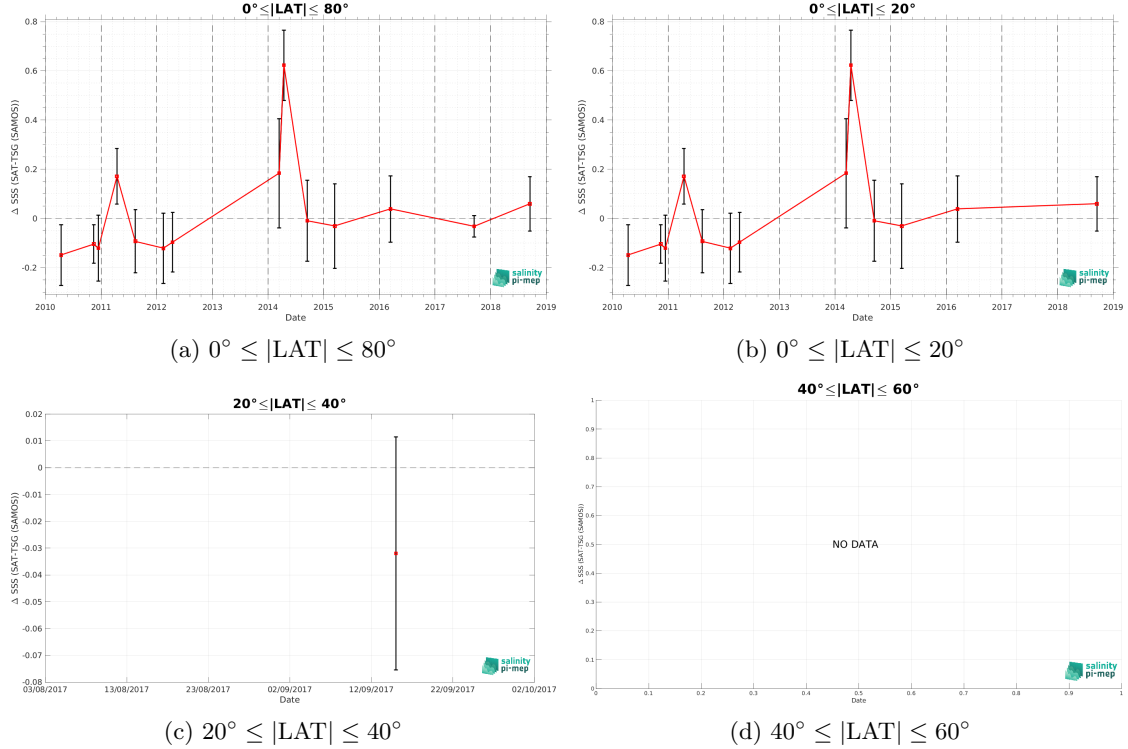 0°≤|LAT|≤ 80°
Δ SSS (SAT-TSG (SAMOS))
0.8
0.6
0.4
0.2
0
-0.2
2010 2011 2012 2013 2014 2015 2016 2017 2018 2019
Date
salinity
pi-mep
(a) 0° ≤ |LAT| ≤ 80°
0°≤|LAT|≤ 20°
Δ SSS (SAT-TSG (SAMOS))
0.8
0.6
0.4
0.2
0
-0.2
2010 2011 2012 2013 2014 2015 2016 2017 2018 2019
Date
salinity
pi-mep
(b) 0° ≤ |LAT| ≤ 20°
20°≤|LAT|≤ 40°
Δ SSS (SAT-TSG (SAMOS))
0.02
0.01
0
-0.01
-0.02
-0.03
-0.04
-0.05
-0.06
-0.07
-0.08
03/08/2017 13/08/2017 23/08/2017 02/09/2017 12/09/2017 22/09/2017 02/10/2017
Date
salinity
pi-mep
(c) 20° ≤ |LAT| ≤ 40°
40°≤|LAT|≤ 60°
Δ SSS (SAT-TSG (SAMOS))
1
0.9
0.8
0.7
0.6
0.5
0.4
0.3
0.2
0.1
0
NO DATA
0 0.1 0.2 0.3 0.4 0.5 0.6 0.7 0.8 0.9 1
Date
salinity
pi-mep
(d) 40° ≤ |LAT| ≤ 60°